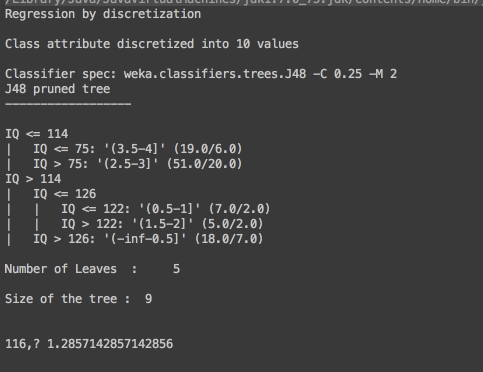 Regression by discretization
Class attribute discretized into 10 values
Classifier spec: weka.classifiers.trees.J48 -C 0.25 -M 2
J48 pruned tree
------------------
IQ <= 114
|   IQ <= 75: '(3.5-4]' (19.0/6.0)
|   IQ > 75: '(2.5-3]' (51.0/20.0)
IQ > 114
|   IQ <= 126
|   |   IQ <= 122: '(0.5-1]' (7.0/2.0)
|   |   IQ > 122: '(1.5-2]' (5.0/2.0)
|   IQ > 126: '(-inf-0.5]' (18.0/7.0)
Number of Leaves  :     5
Size of the tree :  9
116,? 1.2857142857142856